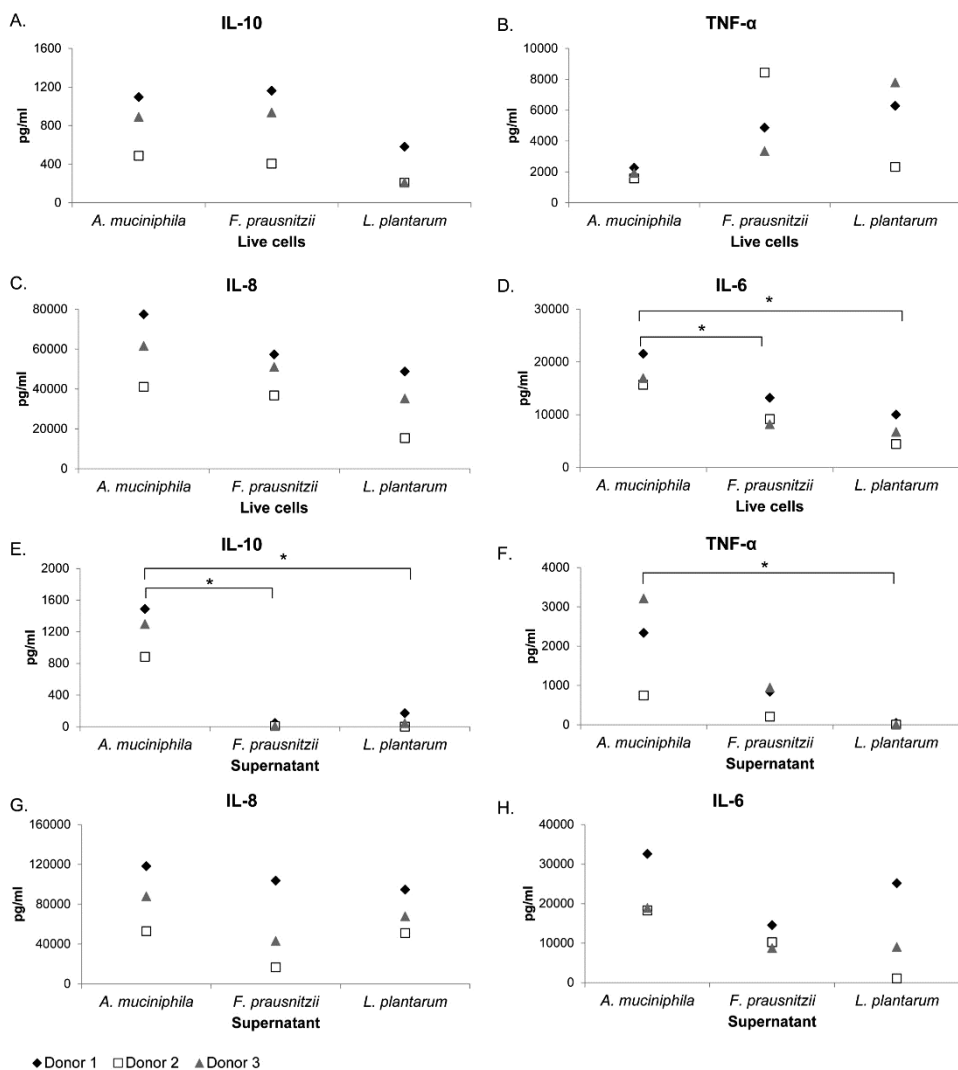 A.
IL-10
1600
1200
800
400
0
pg/ml
A. muciniphila F. prausnitzii L. plantarum
Live cells
B.
TNF-α
10000
8000
6000
4000
2000
0
pg/ml
A. muciniphila F. prausnitzii L. plantarum
Live cells
C.
IL-8
80000
60000
40000
20000
0
pg/ml
A. muciniphila F. prausnitzii L. plantarum
Live cells
D.
IL-6
30000
20000
10000
0
pg/ml
*
*
A. muciniphila F. prausnitzii L. plantarum
Live cells
E.
IL-10
2000
1600
1200
800
400
0
pg/ml
*
*
A. muciniphila F. prausnitzii L. plantarum
Supernatant
F.
TNF-α
4000
3000
2000
1000
0
pg/ml
*
A. muciniphila F. prausnitzii L. plantarum
Supernatant
G.
IL-8
160000
120000
80000
40000
0
pg/ml
A. muciniphila F. prausnitzii L. plantarum
Supernatant
H.
IL-6
40000
30000
20000
10000
0
pg/ml
A. muciniphila F. prausnitzii L. plantarum
Supernatant
◆ Donor 1 □ Donor 2 ▲ Donor 3